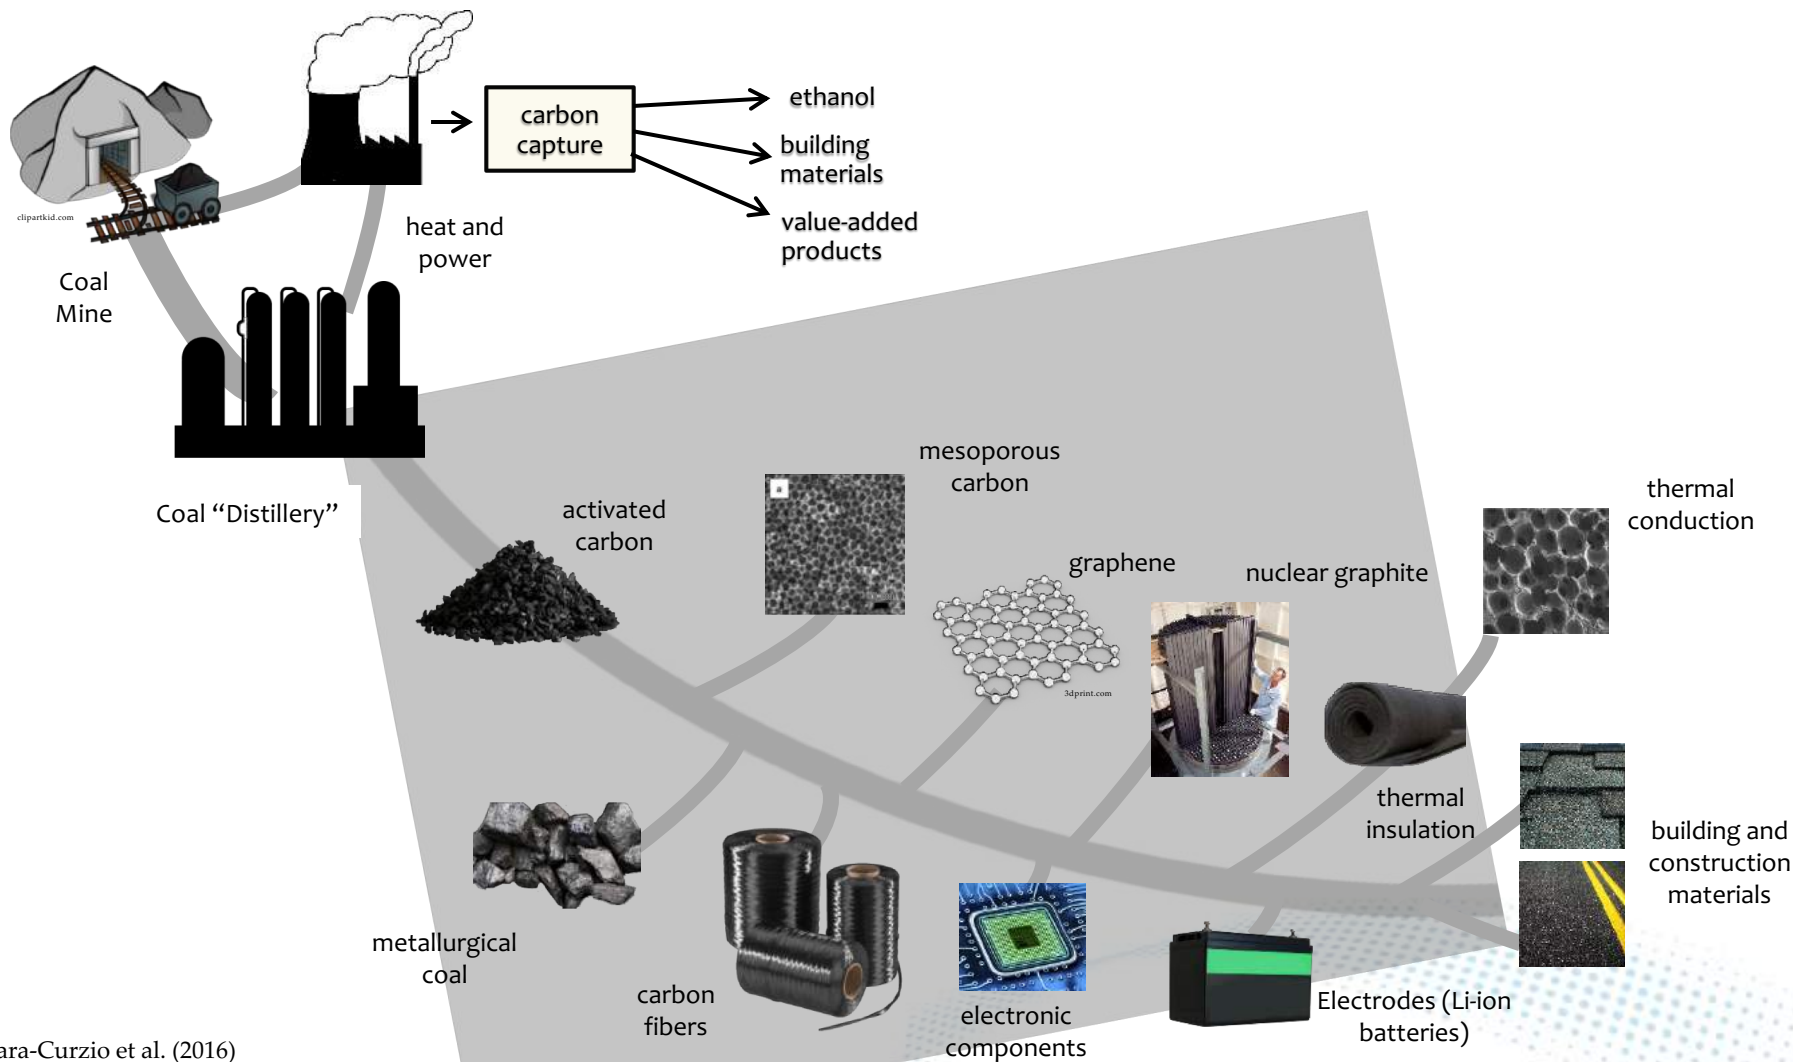 carbon
capture
ethanol
building
materials
value-added
products
clipartkid.com
heat and
power
Coal
Mine
Coal “Distillery”
activated
carbon
mesoporous
carbon
a
graphene
3dprint.com
nuclear graphite
thermal
conduction
thermal
insulation
building and
construction
materials
metallurgical
coal
carbon
fibers
electronic
components
Electrodes (Li-ion
batteries)
ara-Curzio et al. (2016)